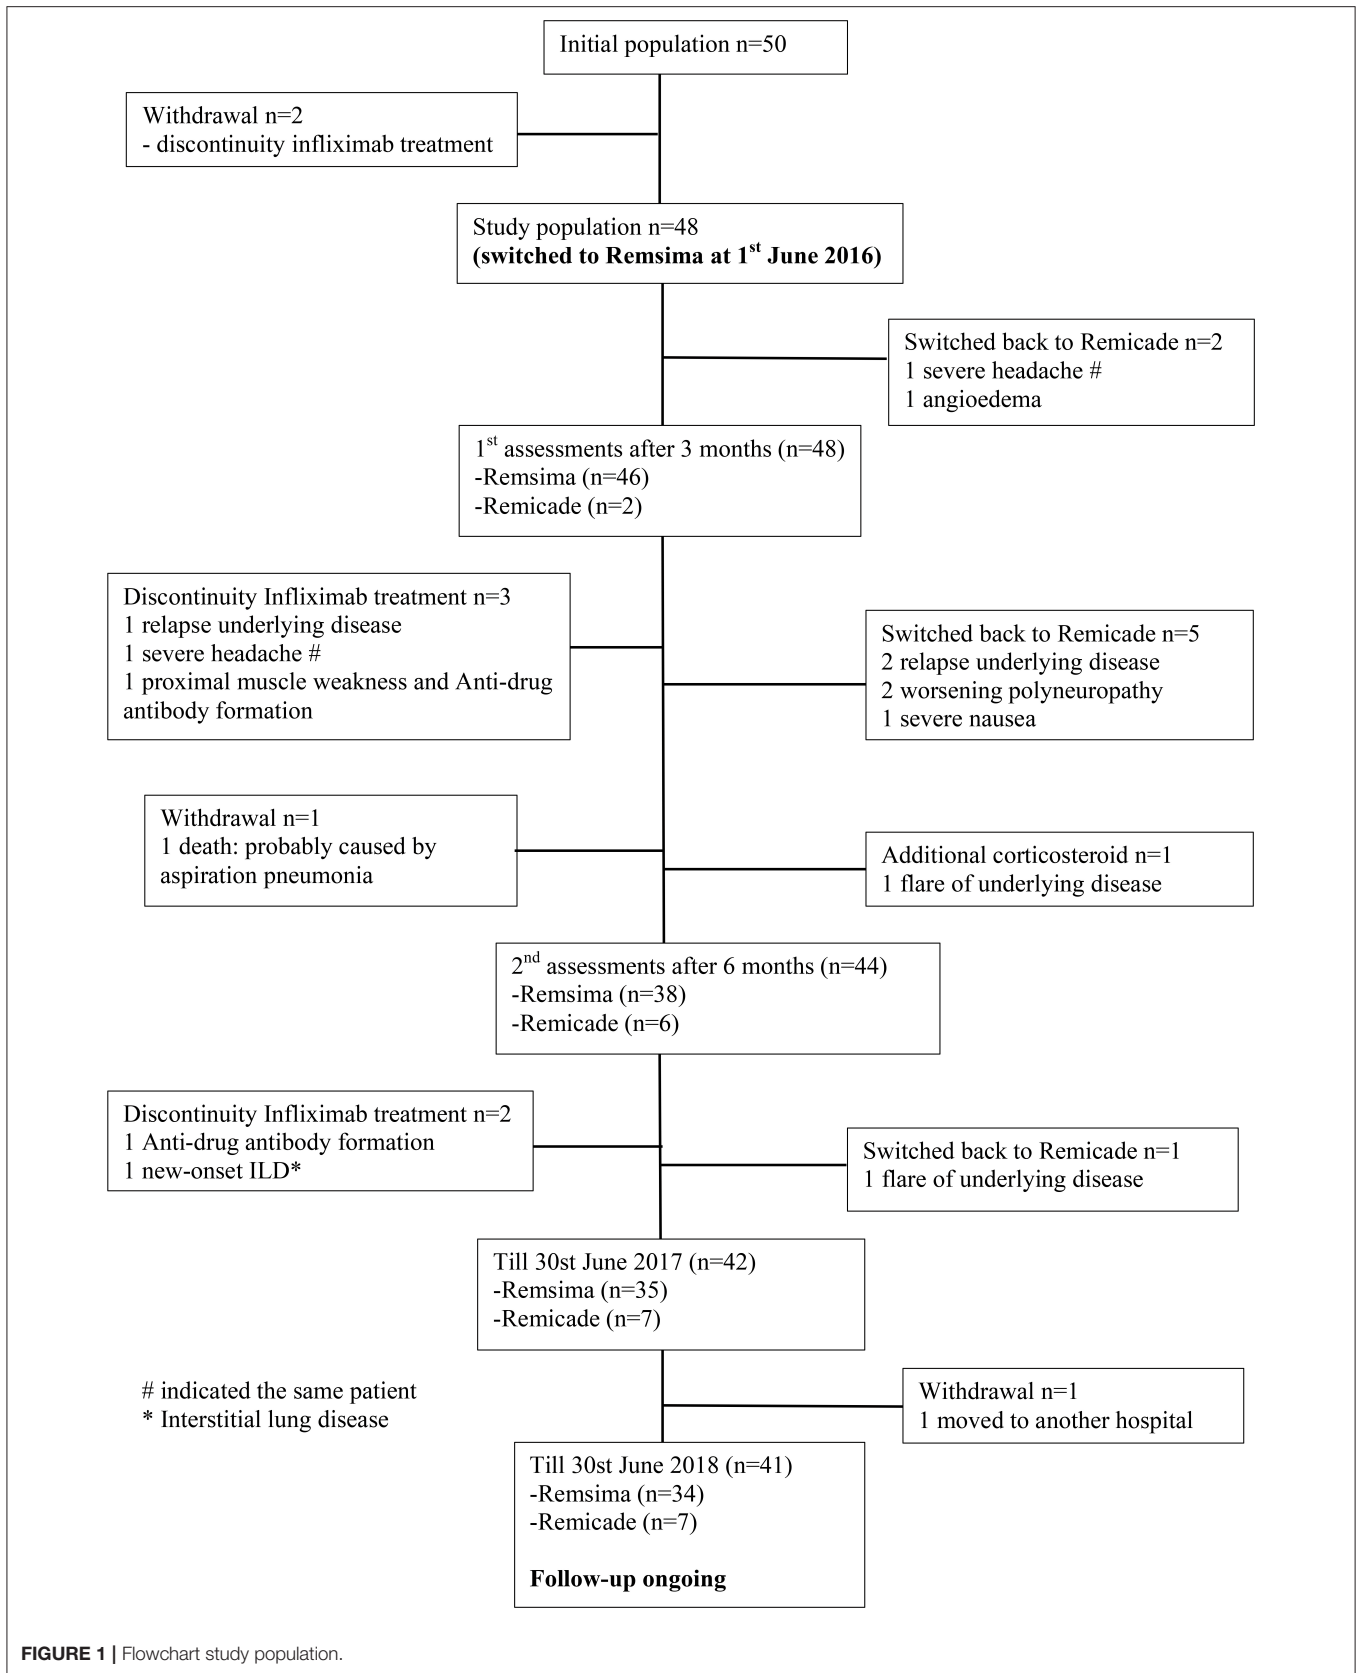 Initial population n=50
Withdrawal n=2
- discontinuity infliximab treatment
Study population n=48
(switched to Remsima at 1st June 2016)
Switched back to Remicade n=2
1 severe headache #
1 angioedema
1st assessments after 3 months (n=48)
-Remsima (n=46)
-Remicade (n=2)
Discontinuity Infliximab treatment n=3
1 relapse underlying disease
1 severe headache #
1 proximal muscle weakness and Anti-drug
antibody formation
Switched back to Remicade n=5
2 relapse underlying disease
2 worsening polyneuropathy
1 severe nausea
Withdrawal n=1
1 death: probably caused by
aspiration pneumonia
Additional corticosteroid n=1
1 flare of underlying disease
2nd assessments after 6 months (n=44)
-Remsima (n=38)
-Remicade (n=6)
Discontinuity Infliximab treatment n=2
1 Anti-drug antibody formation
1 new-onset ILD*
Switched back to Remicade n=1
1 flare of underlying disease
Till 30st June 2017 (n=42)
-Remsima (n=35)
-Remicade (n=7)
# indicated the same patient
* Interstitial lung disease
Withdrawal n=1
1 moved to another hospital
Till 30st June 2018 (n=41)
-Remsima (n=34)
-Remicade (n=7)
Follow-up ongoing
FIGURE 1 | Flowchart study population.